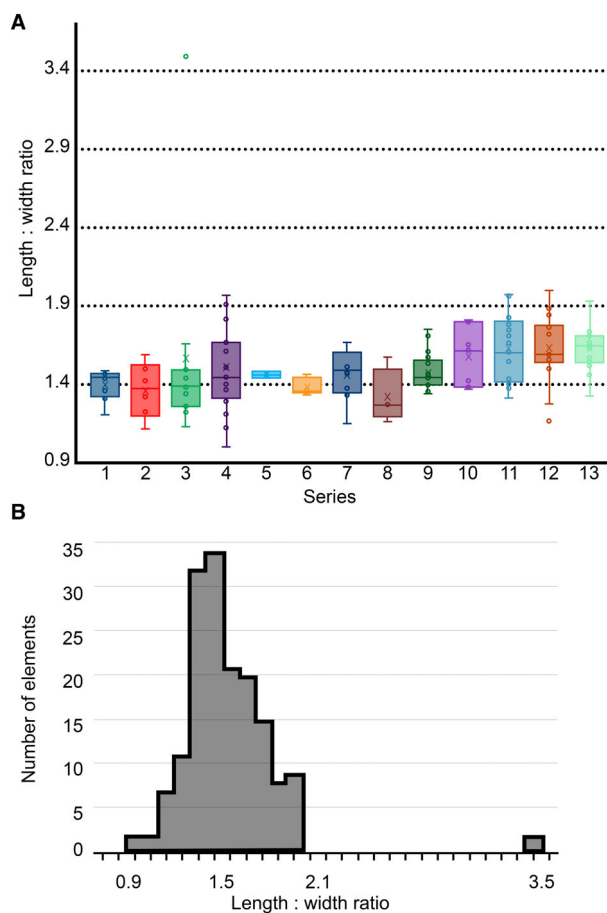 A
3.4
2.9
2.4
1.9
1.4
0.9
Length : width ratio
1 2 3 4 5 6 7 8 9 10 11 12 13
Series
B
35
30
25
20
15
10
5
0
Number of elements
0.9 1.5 2.1 3.5
Length : width ratio